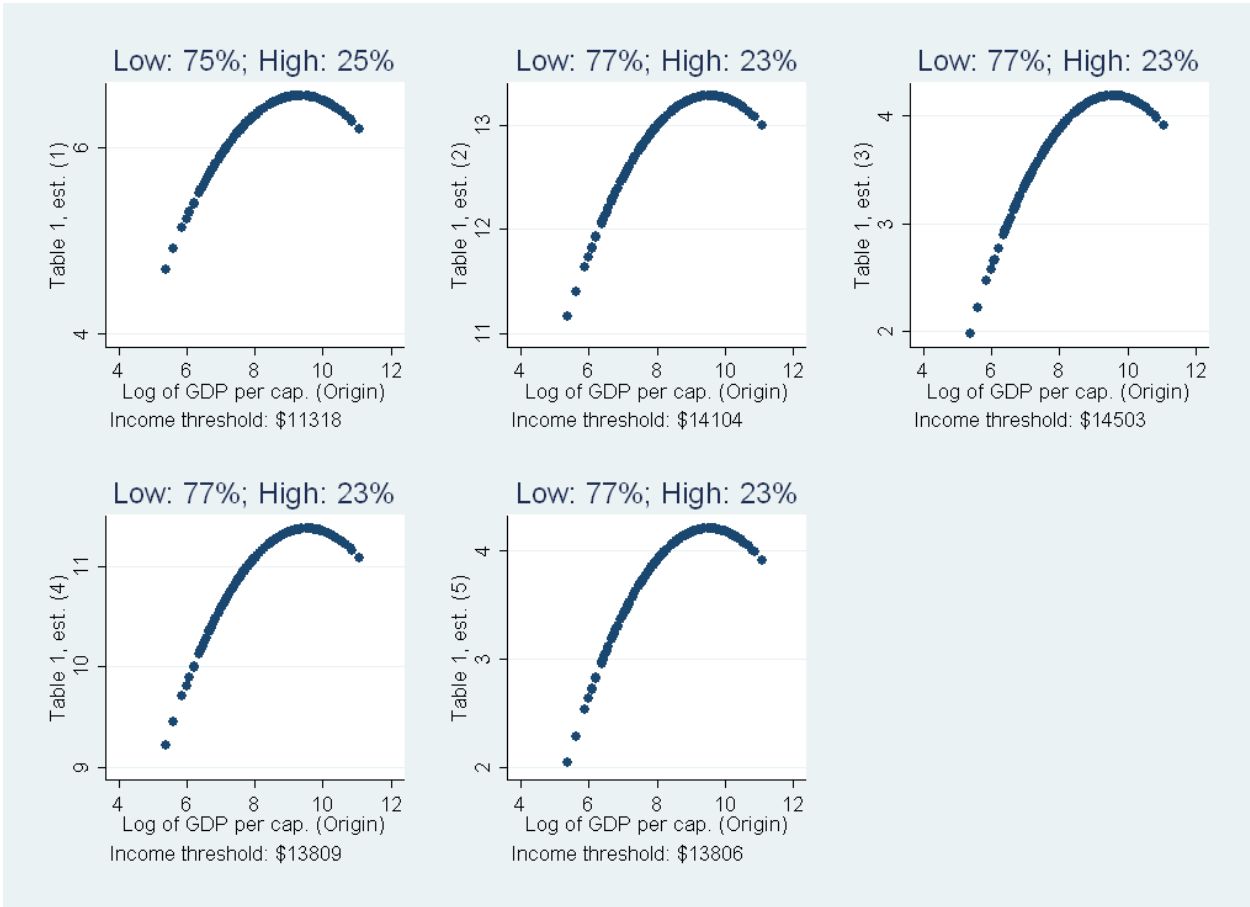 Low: 75%; High: 25%
Table 1, est. (1)
6
4
4 6 8 10 12
Log of GDP per cap. (Origin)
Income threshold: $11318
Low: 77%; High: 23%
Table 1, est. (2)
13
12
11
4 6 8 10 12
Log of GDP per cap. (Origin)
Income threshold: $14104
Low: 77%; High: 23%
Table 1, est. (3)
4
3
2
4 6 8 10 12
Log of GDP per cap. (Origin)
Income threshold: $14503
Low: 77%; High: 23%
Table 1, est. (4)
11
10
9
4 6 8 10 12
Log of GDP per cap. (Origin)
Income threshold: $13809
Low: 77%; High: 23%
Table 1, est. (5)
4
3
2
4 6 8 10 12
Log of GDP per cap. (Origin)
Income threshold: $13806